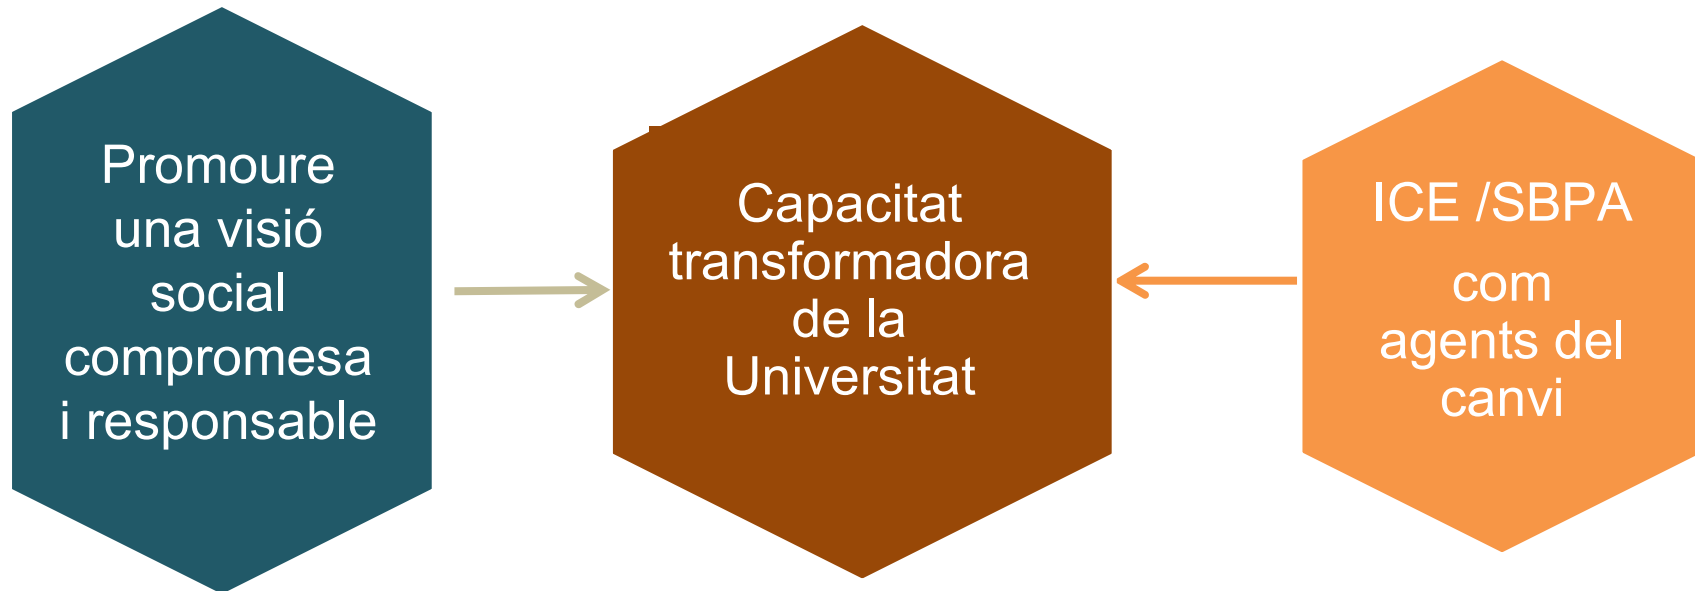 Promoure
una visió
social
compromesa
i responsable
Capacitat
transformadora
de la
Universitat
ICE /SBPA
com
agents del
canvi